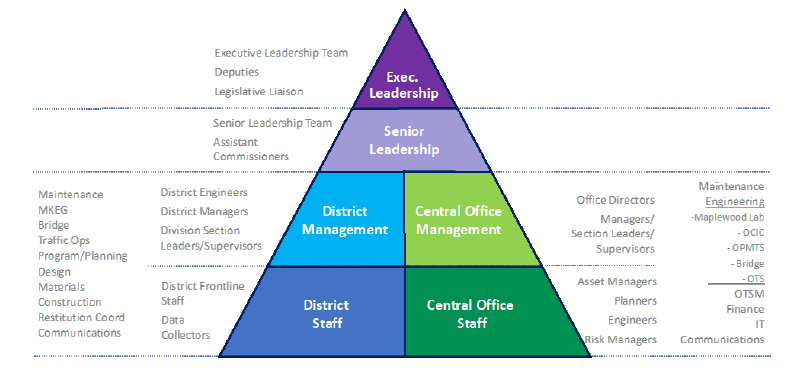 Executive Leadership Team
Deputies
Legislative Liaison
Exec.
Leadership
Senior Leadership Team
Assistant
Commissioners
Senior
Leadership
Maintenance
MKEG
Bridge
Traffic Ops
Program/Planning
Design
Materials
Construction
Restitution Coord
Communications
District Engineers
District Managers
Division Section
Leaders/Supervisors
District
Management
Central Office
Management
Office Directors
Managers/
Section Leaders/
Supervisors
District Frontline
Staff
Data
Collectors
District
Staff
Central Office
Staff
Asset Managers
Planners
Engineers
Risk Managers
Maintenance
Engineering
-Maplewood Lab
- OCIC
- OPMTS
- Bridge
- OTS
OTSM
Finance
IT
Communications